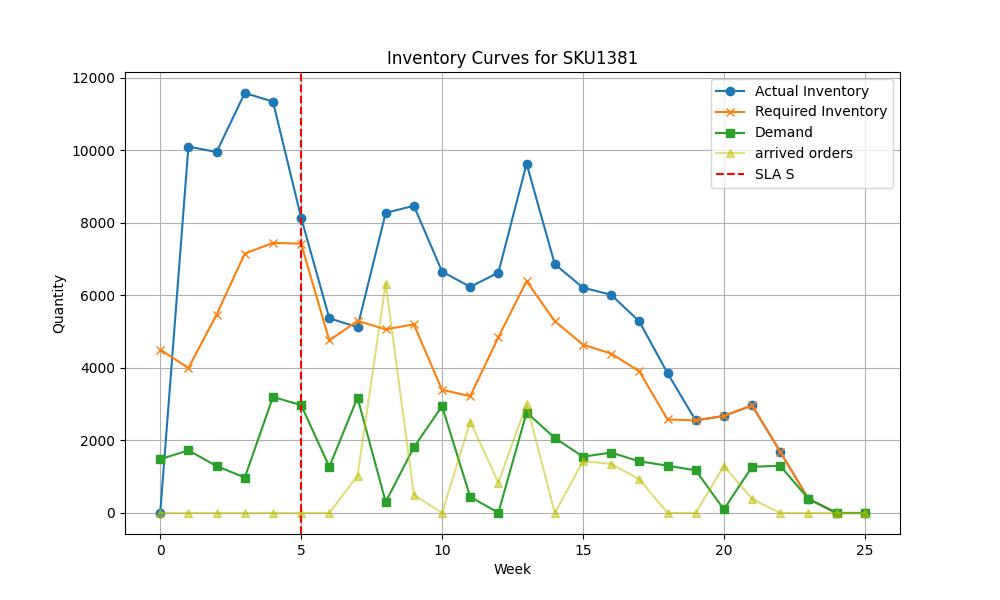 Inventory Curves for SKU1381
12000
10000
8000
6000
4000
2000
0
Quantity
Actual Inventory
Required Inventory
Demand
arrived orders
SLA S
0 5 10 15 20 25
Week